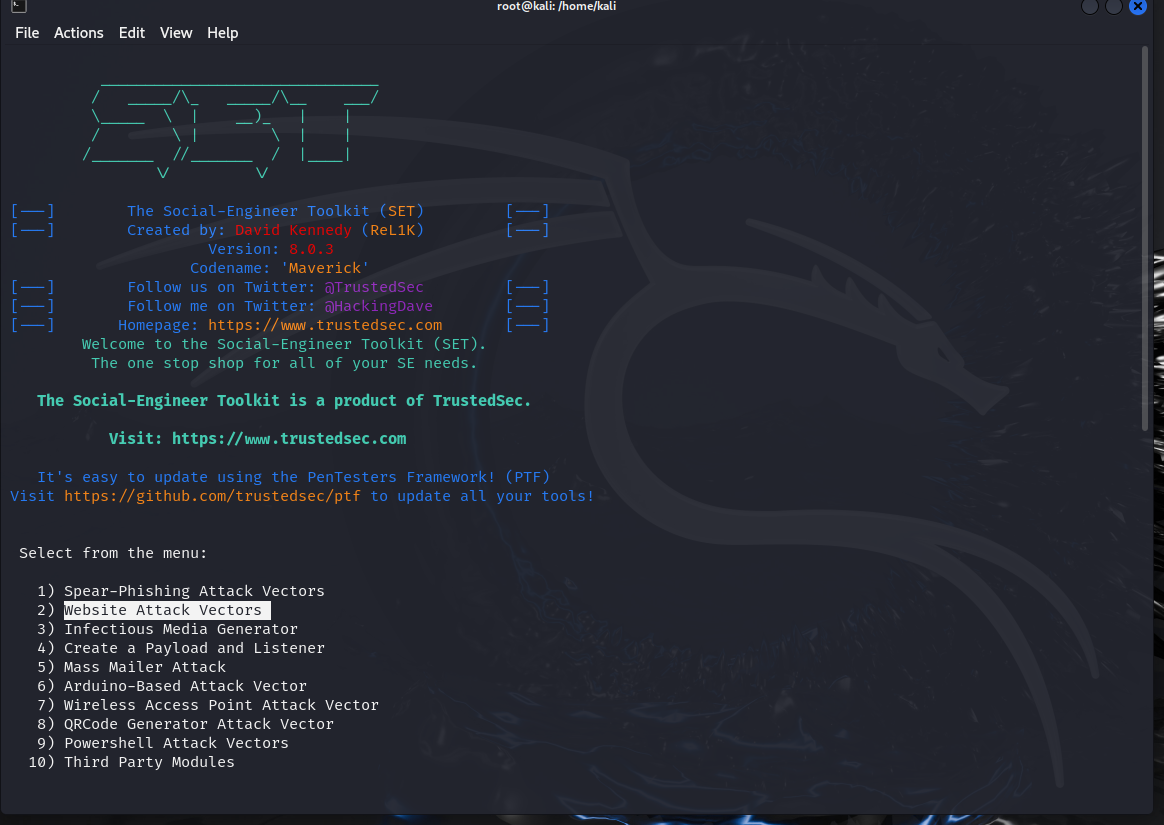 root@kali: /home/kali
File Actions Edit View Help
SET
[---] The Social-Engineer Toolkit (SET) [---]
[---] Created by: David Kennedy (ReL1K) [---]
Version: 8.0.3
Codename: 'Maverick'
[---] Follow us on Twitter: @TrustedSec [---]
[---] Follow me on Twitter: @HackingDave [---]
[---] Homepage: https://www.trustedsec.com [---]
Welcome to the Social-Engineer Toolkit (SET).
The one stop shop for all of your SE needs.
The Social-Engineer Toolkit is a product of TrustedSec.
Visit: https://www.trustedsec.com
It's easy to update using the PenTesters Framework! (PTF)
Visit https://github.com/trustedsec/ptf to update all your tools!
Select from the menu:
1) Spear-Phishing Attack Vectors
2) Website Attack Vectors
3) Infectious Media Generator
4) Create a Payload and Listener
5) Mass Mailer Attack
6) Arduino-Based Attack Vector
7) Wireless Access Point Attack Vector
8) QRCode Generator Attack Vector
9) Powershell Attack Vectors
10) Third Party Modules